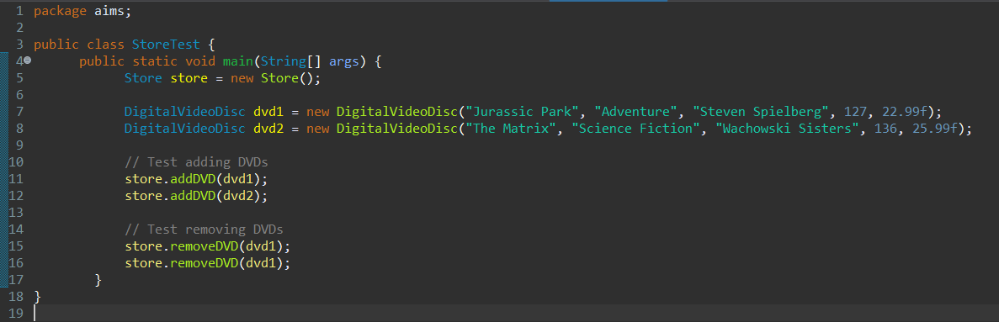 1 package aims;
2
3 public class StoreTest {
4 public static void main(String[] args) {
5 Store store = new Store();
6
7 DigitalVideoDisc dvd1 = new DigitalVideoDisc("Jurassic Park", "Adventure", "Steven Spielberg", 127, 22.99f);
8 DigitalVideoDisc dvd2 = new DigitalVideoDisc("The Matrix", "Science Fiction", "Wachowski Sisters", 136, 25.99f);
9
10 // Test adding DVDs
11 store.addDVD(dvd1);
12 store.addDVD(dvd2);
13
14 // Test removing DVDs
15 store.removeDVD(dvd1);
16 store.removeDVD(dvd1);
17 }
18 }
19